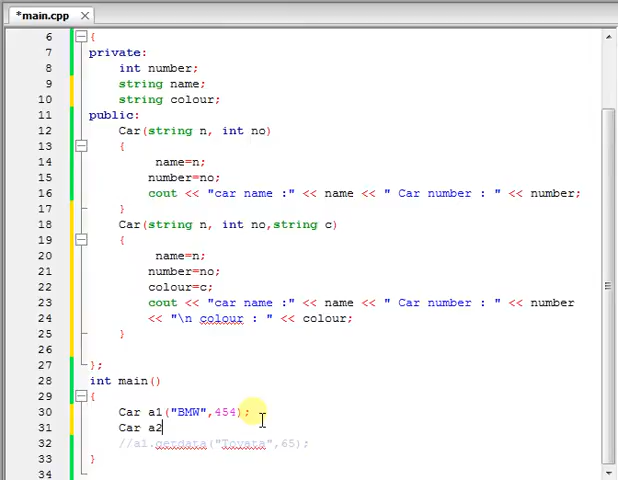 *main.cpp
6 {
7 private:
8 int number;
9 string name;
10 string colour;
11 public:
12 Car(string n, int no)
13 {
14 name=n;
15 number=no;
16 cout << "car name :" << name << " Car number : " << number;
17 }
18 Car(string n, int no,string c)
19 {
20 name=n;
21 number=no;
22 colour=c;
23 cout << "car name :" << name << " Car number : " << number
24 << "\n colour : " << colour;
25 }
26
27 };
28 int main()
29 {
30 Car a1("BMW",454);
31 Car a2
32 //a1.gerdata("Toyara",65);
33 }
34